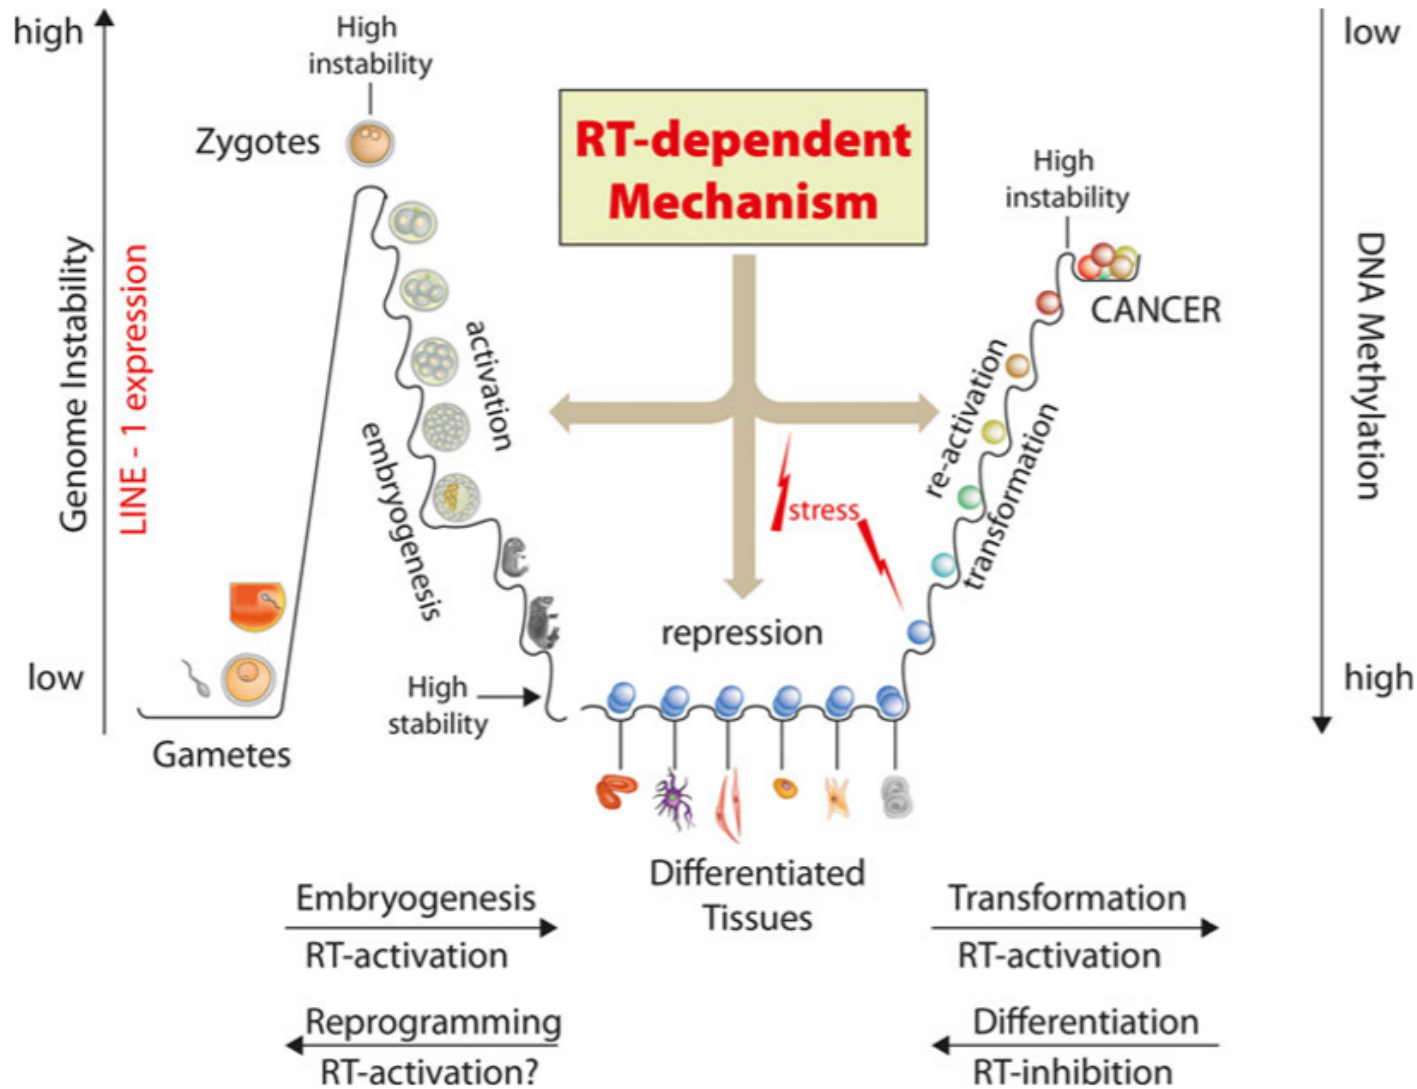 high
Genome Instability
LINE - 1 expression
low
High
instability
Zygotes
activation
embryogenesis
Gametes
High
stability
RT-dependent
Mechanism
stress
repression
Differentiated
Tissues
High
instability
CANCER
re-activation
transformation
low
DNA Methylation
high
Embryogenesis
RT-activation
Reprogramming
RT-activation?
Transformation
RT-activation
Differentiation
RT-inhibition